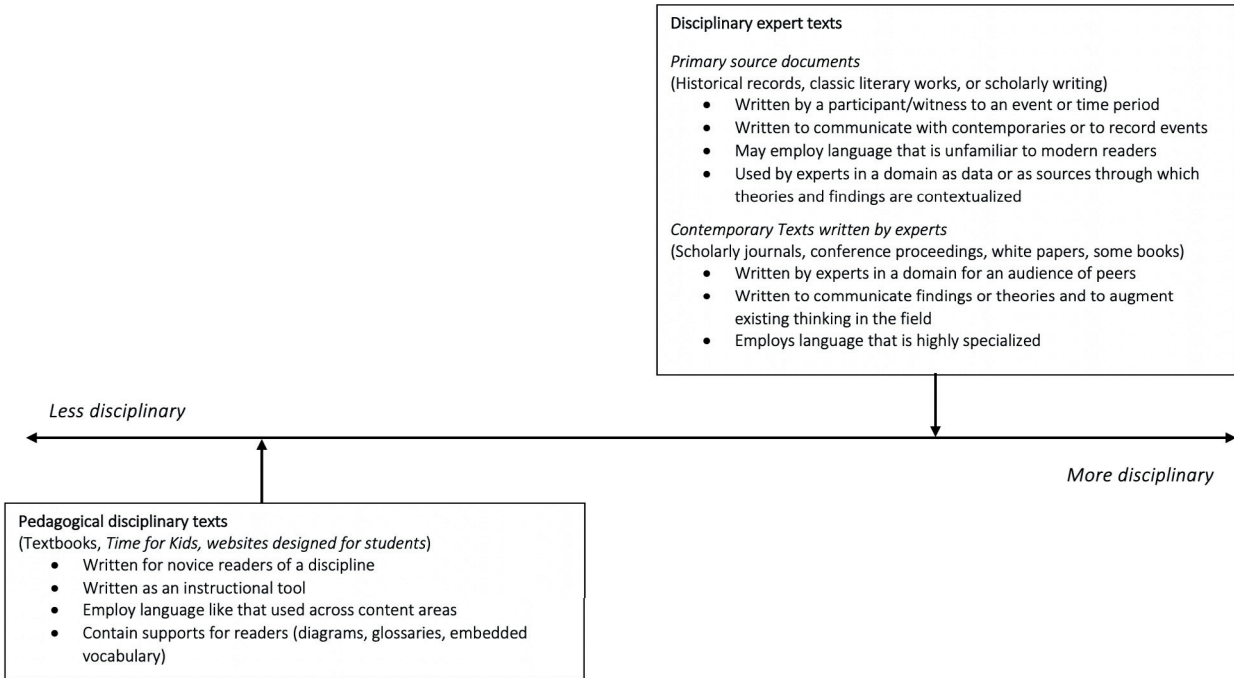 Disciplinary expert texts
Primary source documents
(Historical records, classic literary works, or scholarly writing)
• Written by a participant/witness to an event or time period
• Written to communicate with contemporaries or to record events
• May employ language that is unfamiliar to modern readers
• Used by experts in a domain as data or as sources through which
theories and findings are contextualized
Contemporary Texts written by experts
(Scholarly journals, conference proceedings, white papers, some books)
• Written by experts in a domain for an audience of peers
• Written to communicate findings or theories and to augment
existing thinking in the field
• Employs language that is highly specialized
Less disciplinary
More disciplinary
Pedagogical disciplinary texts
(Textbooks, Time for Kids, websites designed for students)
• Written for novice readers of a discipline
• Written as an instructional tool
• Employ language like that used across content areas
• Contain supports for readers (diagrams, glossaries, embedded
vocabulary)